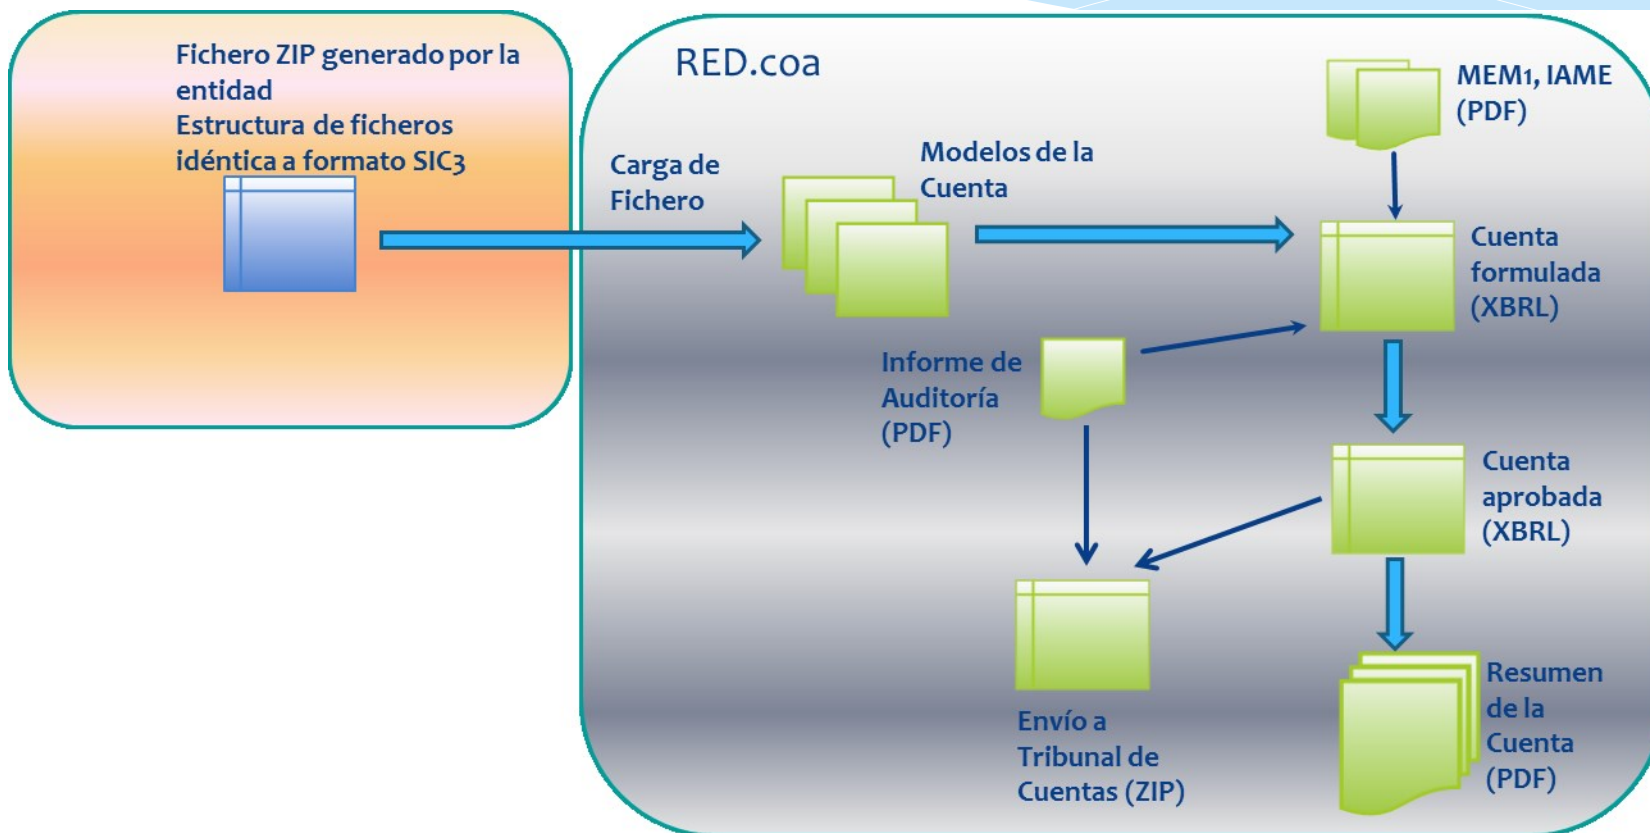 Fichero ZIP generado por la
entidad
Estructura de ficheros
idéntica a formato SIC3
RED.coa
MEM1, IAME
(PDF)
Carga de
Fichero
Modelos de la
Cuenta
Cuenta
formulada
(XBRL)
Informe de
Auditoría
(PDF)
Cuenta
aprobada
(XBRL)
Envío a
Tribunal de
Cuentas (ZIP)
Resumen
de la
Cuenta
(PDF)